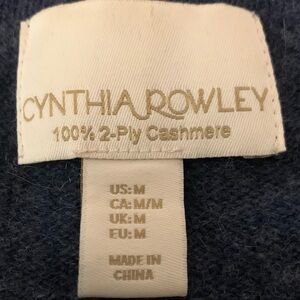 CYNTHIA ROWLEY
100% 2-Ply Cashmere
US: M
CA: M/M
UK: M
EU: M
MADE IN
CHINA